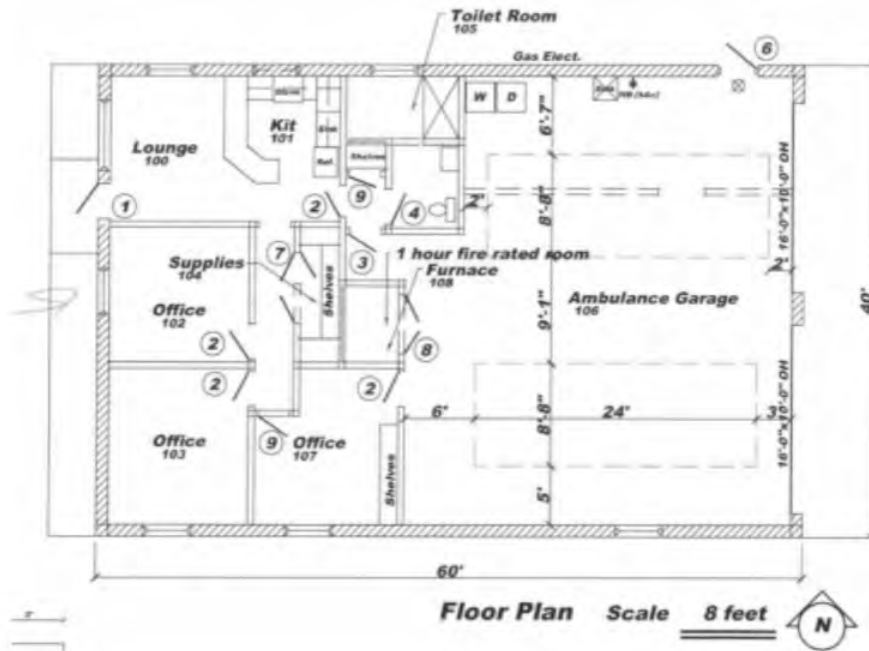 Toilet Room
105
Gas Elect.
6
W D
Kit
101
Lounge
100
Ref.
Shelves
6'-7"
1
2
9
4
2'
8'-8"
16'-0"x10'-0" OH
7
3
1 hour fire rated room
Supplies
104
Furnace
108
2'
Shelves
Office
102
Ambulance Garage
106
9'-1"
40'
2
8
2
2
6'
24'
3'
8'-8"
16'-0"x10'-0" OH
Office
103
9
Office
107
Shelves
5'
60'
Floor Plan Scale 8 feet
N